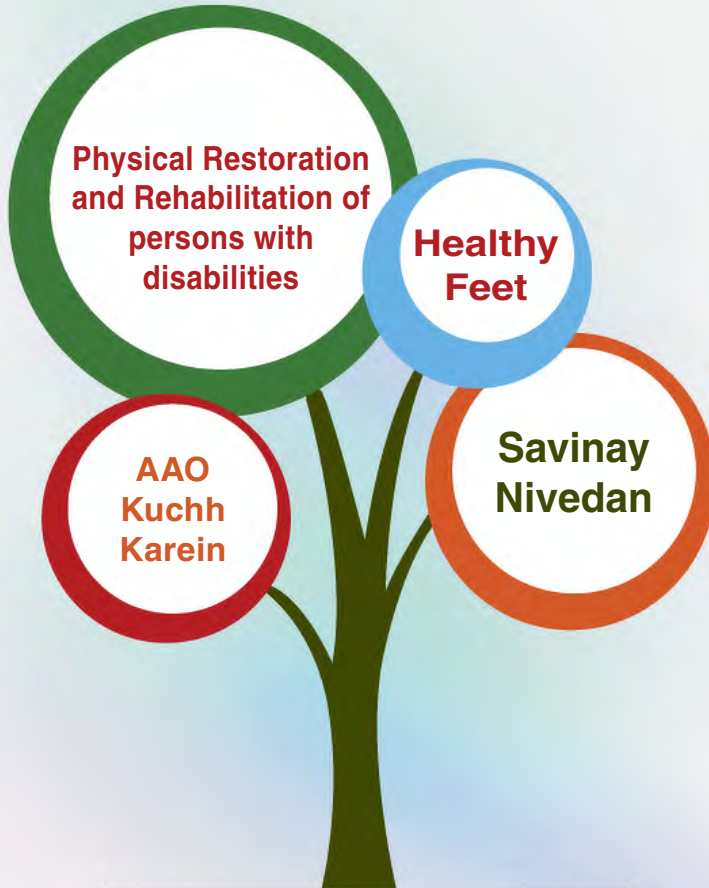 Physical Restoration
and Rehabilitation of
persons with
disabilities
Healthy
Feet
AAO
Kuchh
Karein
Savinay
Nivedan